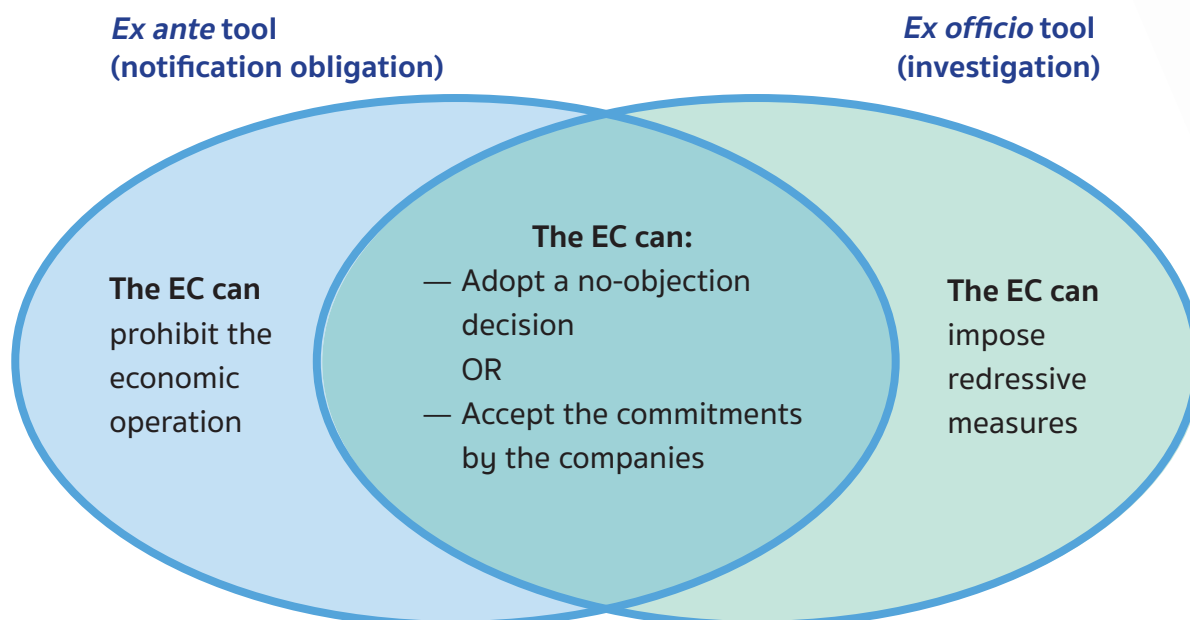 Ex ante tool
(notification obligation)
Ex officio tool
(investigation)
The EC can
prohibit the
economic
operation
The EC can:
— Adopt a no-objection
decision
OR
— Accept the commitments
by the companies
The EC can
impose
redressive
measures